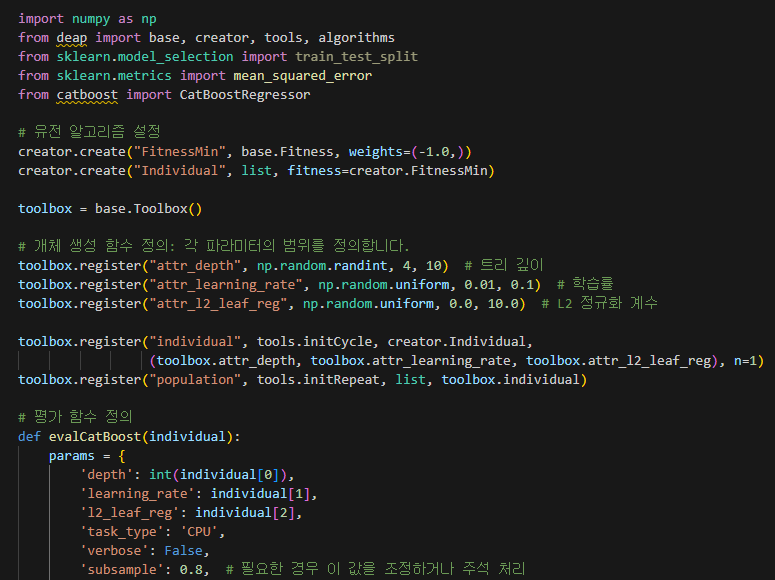 import numpy as np
from deap import base, creator, tools, algorithms
from sklearn.model_selection import train_test_split
from sklearn.metrics import mean_squared_error
from catboost import CatBoostRegressor
# 유전 알고리즘 설정
creator.create("FitnessMin", base.Fitness, weights=(-1.0,))
creator.create("Individual", list, fitness=creator.FitnessMin)
toolbox = base.Toolbox()
# 개체 생성 함수 정의: 각 파라미터의 범위를 정의합니다.
toolbox.register("attr_depth", np.random.randint, 4, 10)  # 트리 깊이
toolbox.register("attr_learning_rate", np.random.uniform, 0.01, 0.1)  # 학습률
toolbox.register("attr_l2_leaf_reg", np.random.uniform, 0.0, 10.0)  # L2 정규화 계수
toolbox.register("individual", tools.initCycle, creator.Individual,
                 (toolbox.attr_depth, toolbox.attr_learning_rate, toolbox.attr_l2_leaf_reg), n=1)
toolbox.register("population", tools.initRepeat, list, toolbox.individual)
# 평가 함수 정의
def evalCatBoost(individual):
    params = {
        'depth': int(individual[0]),
        'learning_rate': individual[1],
        'l2_leaf_reg': individual[2],
        'task_type': 'CPU',
        'verbose': False,
        'subsample': 0.8,  # 필요한 경우 이 값을 조정하거나 주석 처리